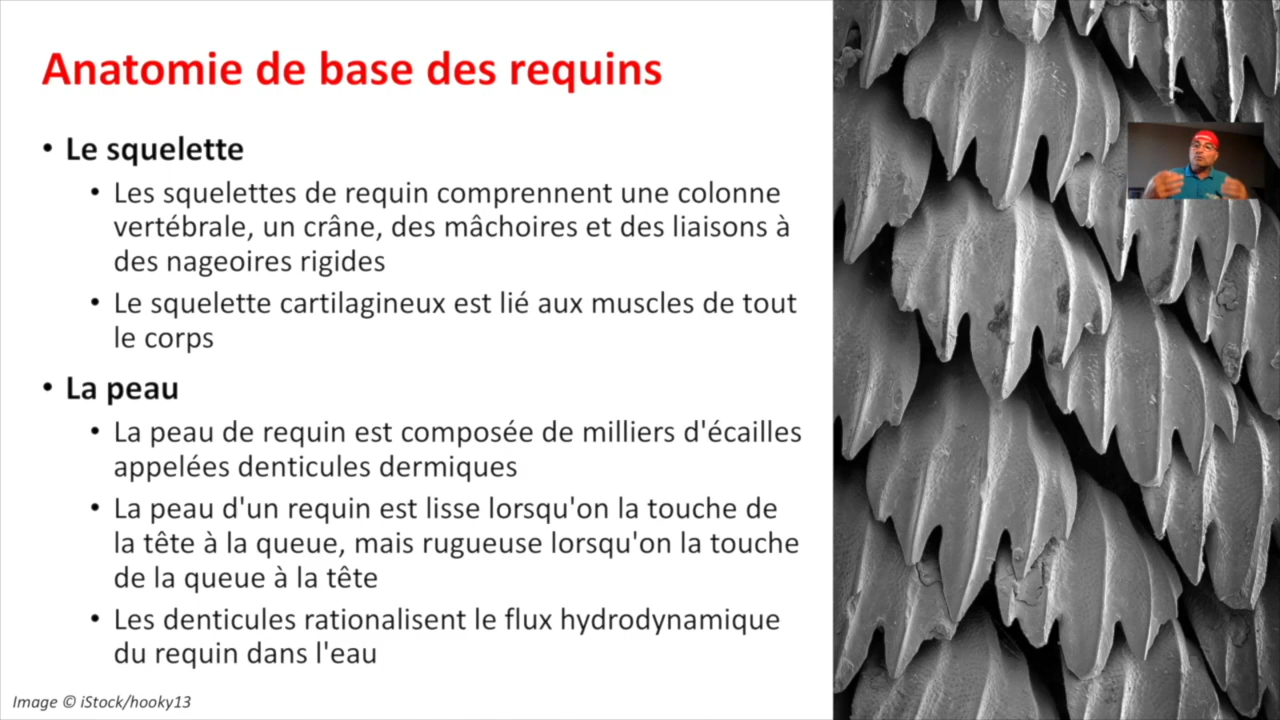 Anatomie de base des requins
• Le squelette
• Les squelettes de requin comprennent une colonne
vertébrale, un crâne, des mâchoires et des liaisons à
des nageoires rigides
• Le squelette cartilagineux est lié aux muscles de tout
le corps
• La peau
• La peau de requin est composée de milliers d'écailles
appelées denticules dermiques
• La peau d'un requin est lisse lorsqu'on la touche de
la tête à la queue, mais rugueuse lorsqu'on la touche
de la queue à la tête
• Les denticules rationalisent le flux hydrodynamique
du requin dans l'eau
Image © iStock/hooky13